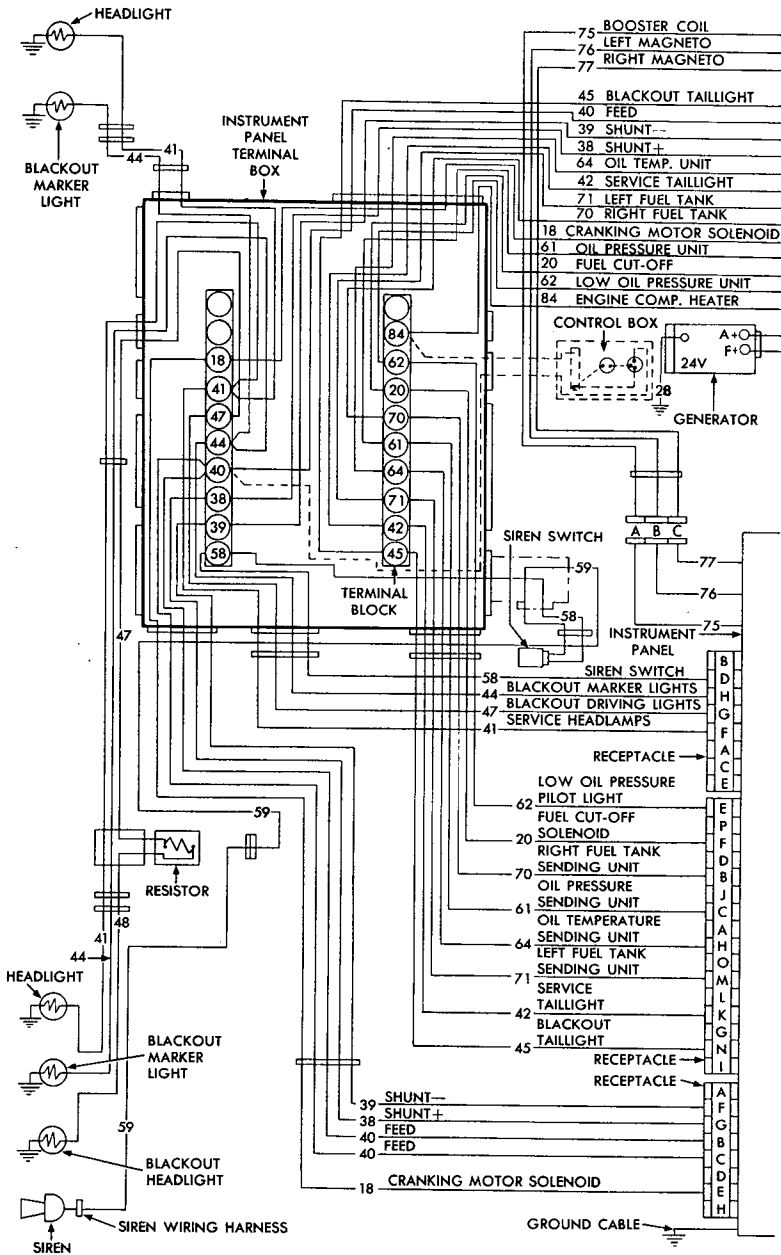 HEADLIGHT
75 BOOSTER COIL
76 LEFT MAGNETO
77 RIGHT MAGNETO
45 BLACKOUT TAILLIGHT
40 FEED
39 SHUNT-
38 SHUNT+
64 OIL TEMP. UNIT
42 SERVICE TAILLIGHT
71 LEFT FUEL TANK
70 RIGHT FUEL TANK
18 CRANKING MOTOR SOLENOID
61 OIL PRESSURE UNIT
20 FUEL CUT-OFF
62 LOW OIL PRESSURE UNIT
84 ENGINE COMP. HEATER
INSTRUMENT
PANEL
TERMINAL
BOX
41
44
BLACKOUT
MARKER
LIGHT
CONTROL BOX
A+
F+
24V
28
GENERATOR
18
41
47
44
40
38
39
58
84
62
20
70
61
64
71
42
45
TERMINAL
BLOCK
SIREN SWITCH
59
58
A B C
77
76
75
INSTRUMENT
PANEL
47
58 SIREN SWITCH
44 BLACKOUT MARKER LIGHTS
47 BLACKOUT DRIVING LIGHTS
41 SERVICE HEADLAMPS
RECEPTACLE
B
D
H
G
F
A
C
E
LOW OIL PRESSURE
62 PILOT LIGHT
FUEL CUT-OFF
20 SOLENOID
RIGHT FUEL TANK
70 SENDING UNIT
OIL PRESSURE
61 SENDING UNIT
OIL TEMPERATURE
64 SENDING UNIT
LEFT FUEL TANK
71 SENDING UNIT
SERVICE
42 TAILLIGHT
BLACKOUT
45 TAILLIGHT
RECEPTACLE
E
P
F
D
B
J
C
A
H
O
M
L
K
G
N
I
59
RESISTOR
41
48
44
HEADLIGHT
BLACKOUT
MARKER
LIGHT
59
BLACKOUT
HEADLIGHT
SIREN WIRING HARNESS
SIREN
RECEPTACLE
39 SHUNT-
38 SHUNT+
40 FEED
40 FEED
18 CRANKING MOTOR SOLENOID
A
F
G
B
C
D
E
H
GROUND CABLE